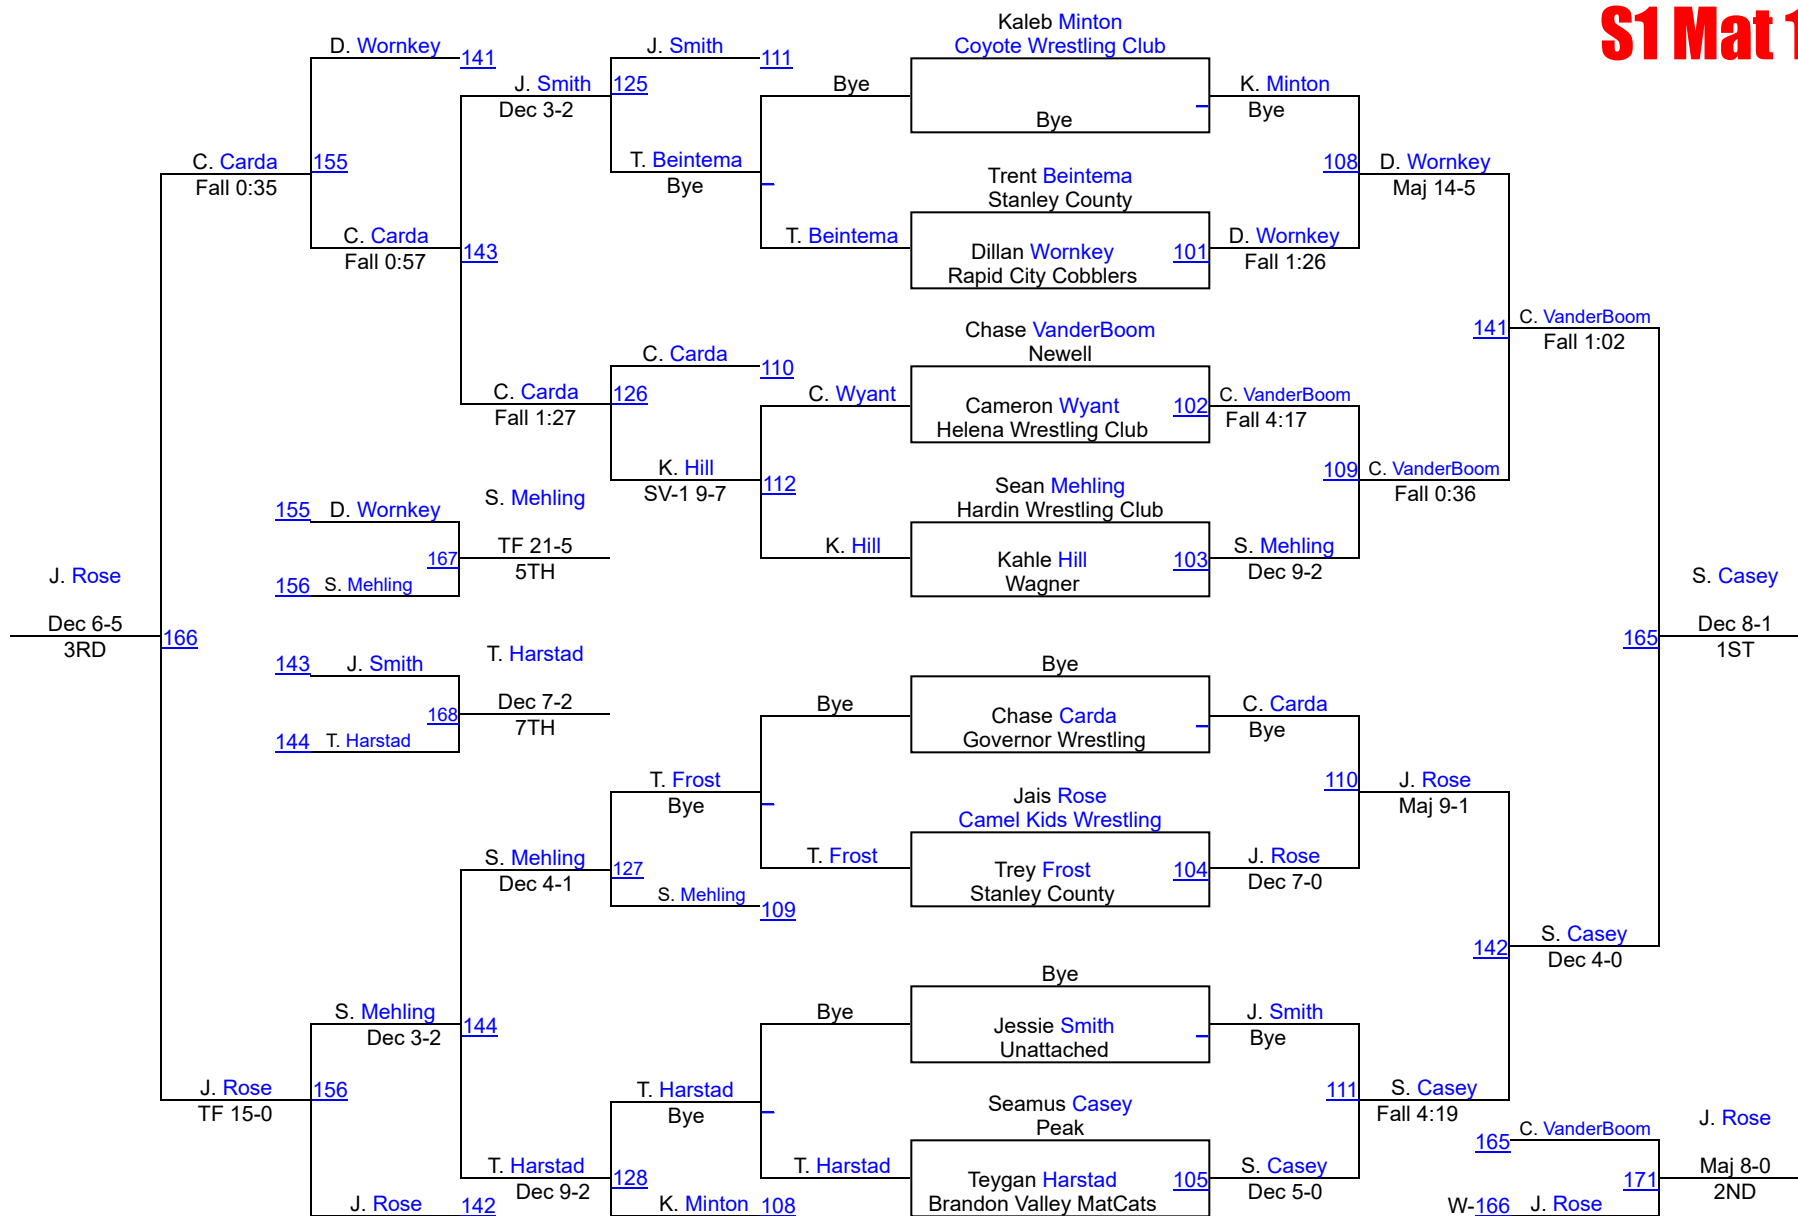 S1 Mat 1
Kaleb Minton
Coyote Wrestling Club
D. Wornkey
141
J. Smith
111
J. Smith
125
Dec 3-2
Bye
Bye
K. Minton
Bye
C. Carda
155
Fall 0:35
T. Beintema
Bye
Trent Beintema
Stanley County
108
D. Wornkey
Maj 14-5
C. Carda
143
Fall 0:57
T. Beintema
Dillan Wornkey
101
Rapid City Cobblers
D. Wornkey
Fall 1:26
Chase VanderBoom
Newell
141
C. VanderBoom
Fall 1:02
C. Carda
110
C. Carda
126
Fall 1:27
C. Wyant
Cameron Wyant
102
Helena Wrestling Club
C. VanderBoom
Fall 4:17
K. Hill
112
SV-1 9-7
Sean Mehling
Hardin Wrestling Club
109
C. VanderBoom
Fall 0:36
155
D. Wornkey
S. Mehling
167
TF 21-5
5TH
156
S. Mehling
K. Hill
Kahle Hill
103
Wagner
S. Mehling
Dec 9-2
J. Rose
Dec 6-5
3RD
166
S. Casey
165
Dec 8-1
1ST
143
J. Smith
T. Harstad
168
Dec 7-2
7TH
144
T. Harstad
Bye
Bye
Chase Carda
Governor Wrestling
C. Carda
Bye
T. Frost
Bye
Jais Rose
Camel Kids Wrestling
110
J. Rose
Maj 9-1
S. Mehling
127
Dec 4-1
S. Mehling
109
T. Frost
Trey Frost
104
Stanley County
J. Rose
Dec 7-0
142
S. Casey
Dec 4-0
Bye
Bye
Jessie Smith
Unattached
J. Smith
Bye
S. Mehling
144
Dec 3-2
J. Rose
156
TF 15-0
T. Harstad
Bye
Seamus Casey
Peak
111
S. Casey
Fall 4:19
T. Harstad
128
Dec 9-2
T. Harstad
Teygan Harstad
105
Brandon Valley MatCats
S. Casey
Dec 5-0
165
C. VanderBoom
J. Rose
171
Maj 8-0
2ND
J. Rose
142
K. Minton
108
W-166
J. Rose